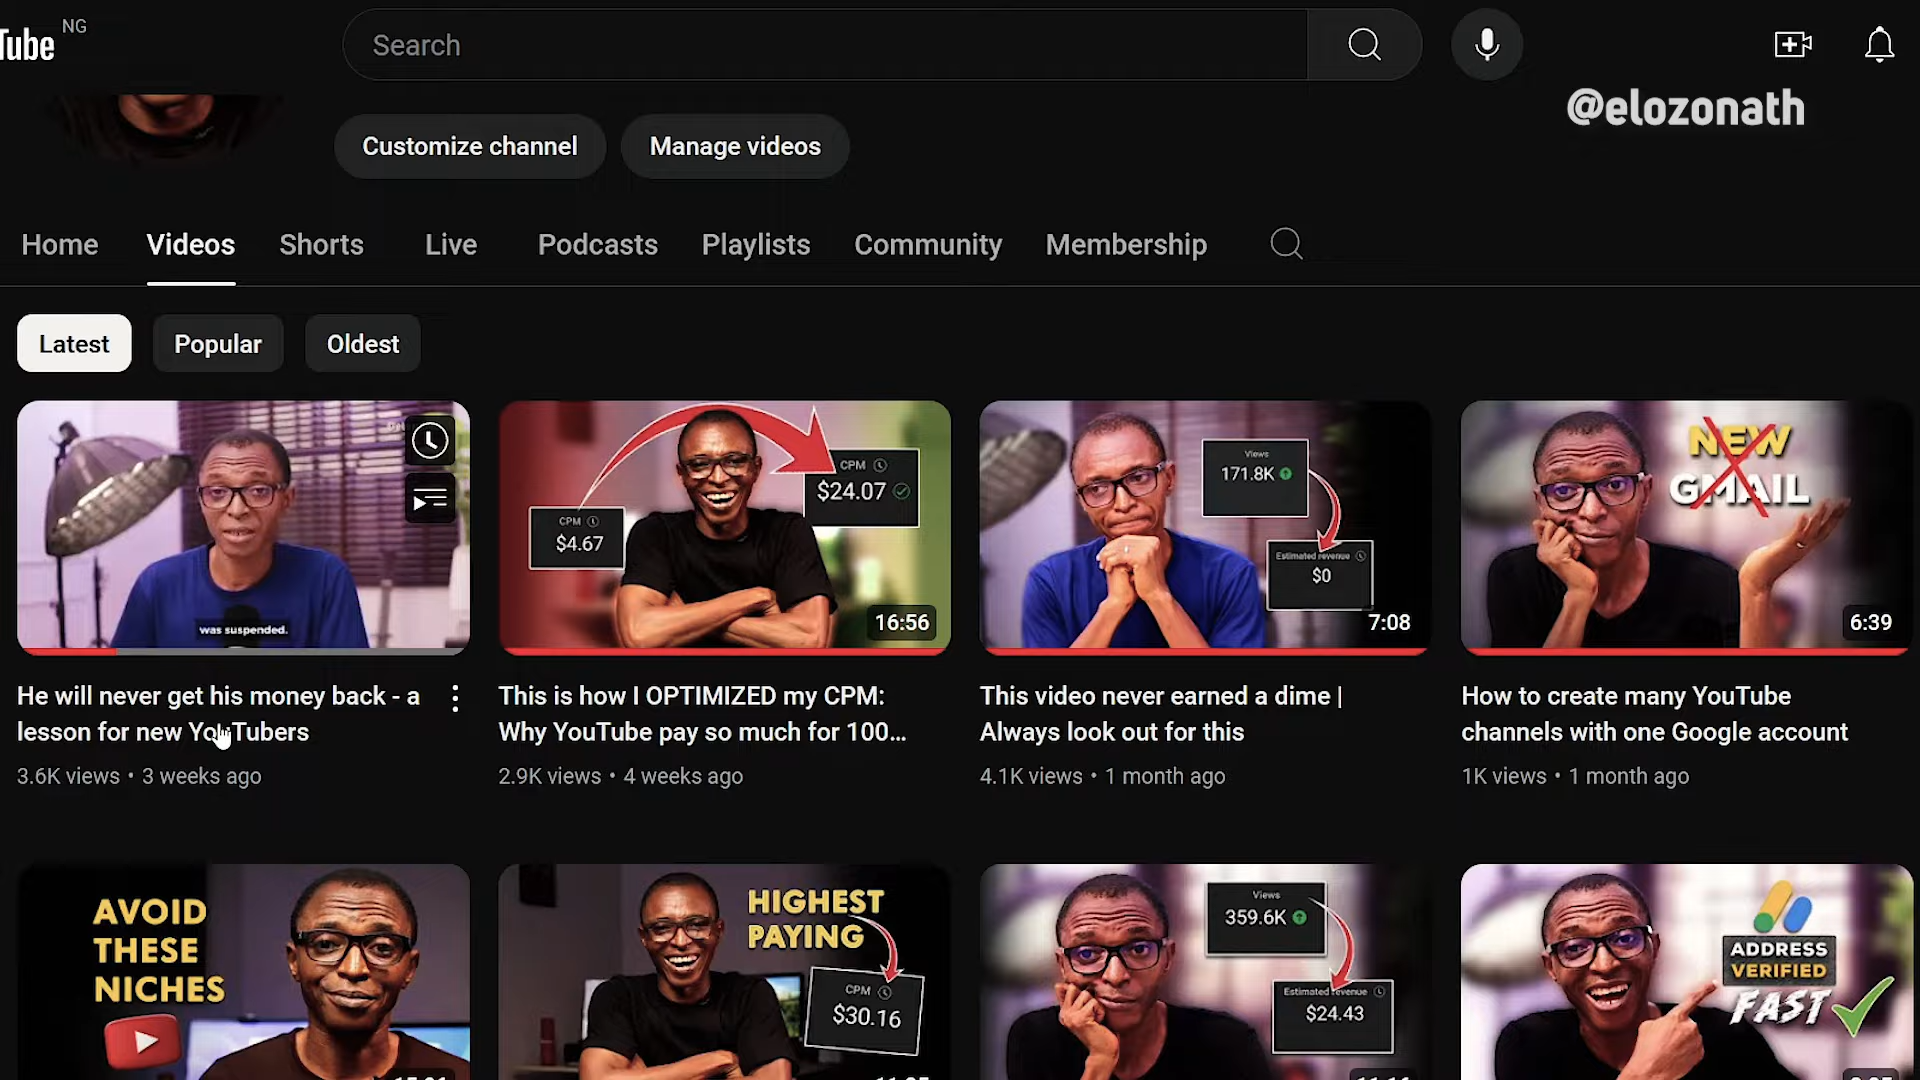 Tube NG
Search
@elozonath
Customize channel
Manage videos
Home
Videos
Shorts
Live
Podcasts
Playlists
Community
Membership
Latest
Popular
Oldest
was suspended.
CPM
$4.67
CPM
$24.07
16:56
Views
171.8K
Estimated revenue
$0
7:08
NEW
GMAIL
6:39
He will never get his money back - a
lesson for new YouTubers
3.6K views • 3 weeks ago
This is how I OPTIMIZED my CPM:
Why YouTube pay so much for 100...
2.9K views • 4 weeks ago
This video never earned a dime |
Always look out for this
4.1K views • 1 month ago
How to create many YouTube
channels with one Google account
1K views • 1 month ago
AVOID
THESE
NICHES
HIGHEST
PAYING
CPM
$30.16
Views
359.6K
Estimated revenue
$24.43
ADDRESS
VERIFIED
FAST